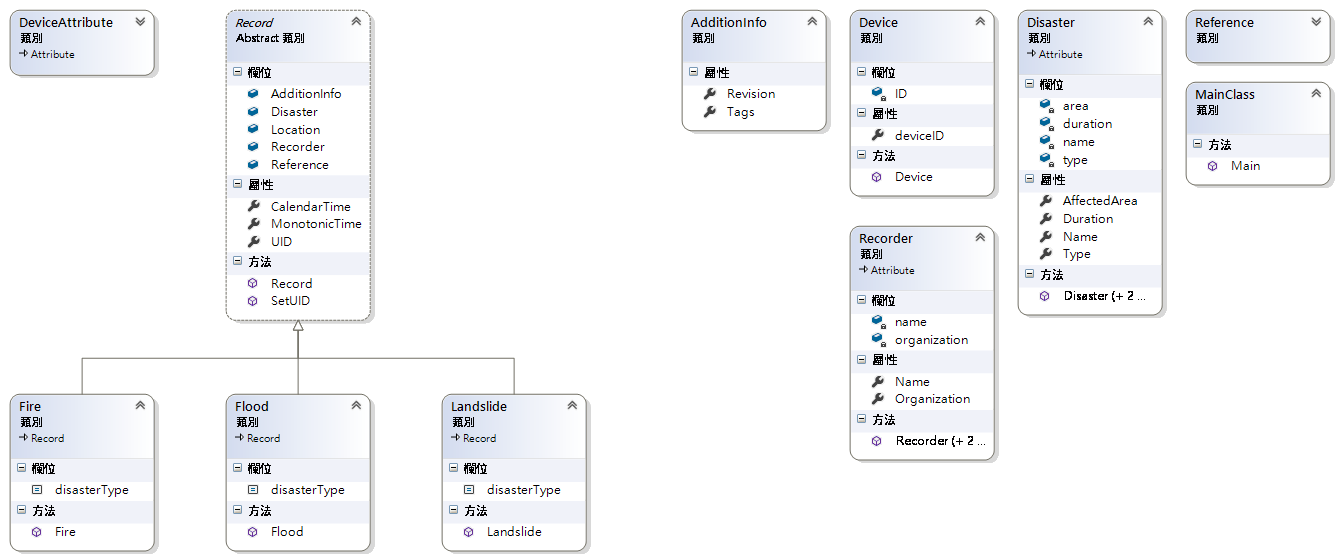 DeviceAttribute
類別
Attribute
Record
Abstract 類別
欄位
AdditionInfo
Disaster
Location
Recorder
Reference
屬性
CalendarTime
MonotonicTime
UID
方法
Record
SetUID
Fire
類別
Record
欄位
disasterType
方法
Fire
Flood
類別
Record
欄位
disasterType
方法
Flood
Landslide
類別
Record
欄位
disasterType
方法
Landslide
AdditionInfo
類別
屬性
Revision
Tags
Device
類別
欄位
ID
屬性
deviceID
方法
Device
Recorder
類別
Attribute
欄位
name
organization
屬性
Name
Organization
方法
Recorder (+ 2 ...
Disaster
類別
Attribute
欄位
area
duration
name
type
屬性
AffectedArea
Duration
Name
Type
方法
Disaster (+ 2 ...
Reference
類別
MainClass
類別
方法
Main